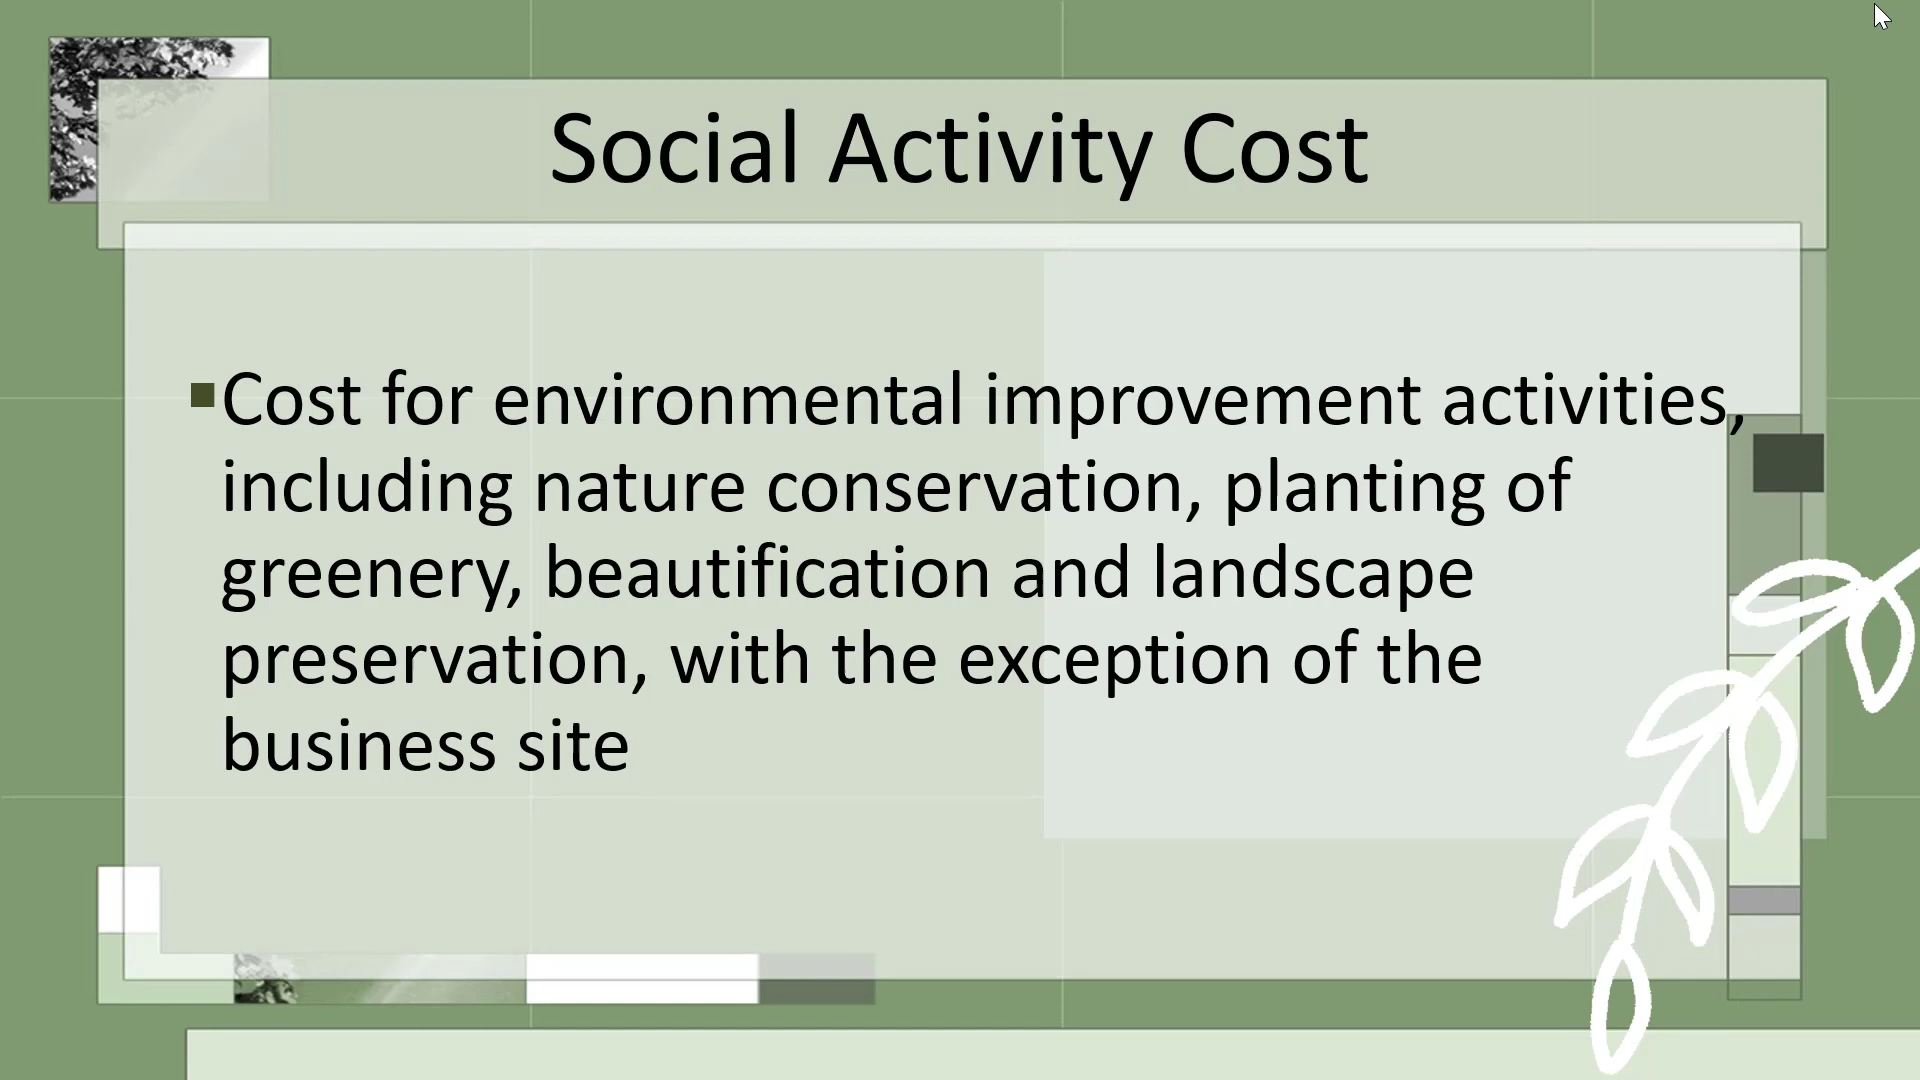 Social Activity Cost
Cost for environmental improvement activities,
including nature conservation, planting of
greenery, beautification and landscape
preservation, with the exception of the
business site